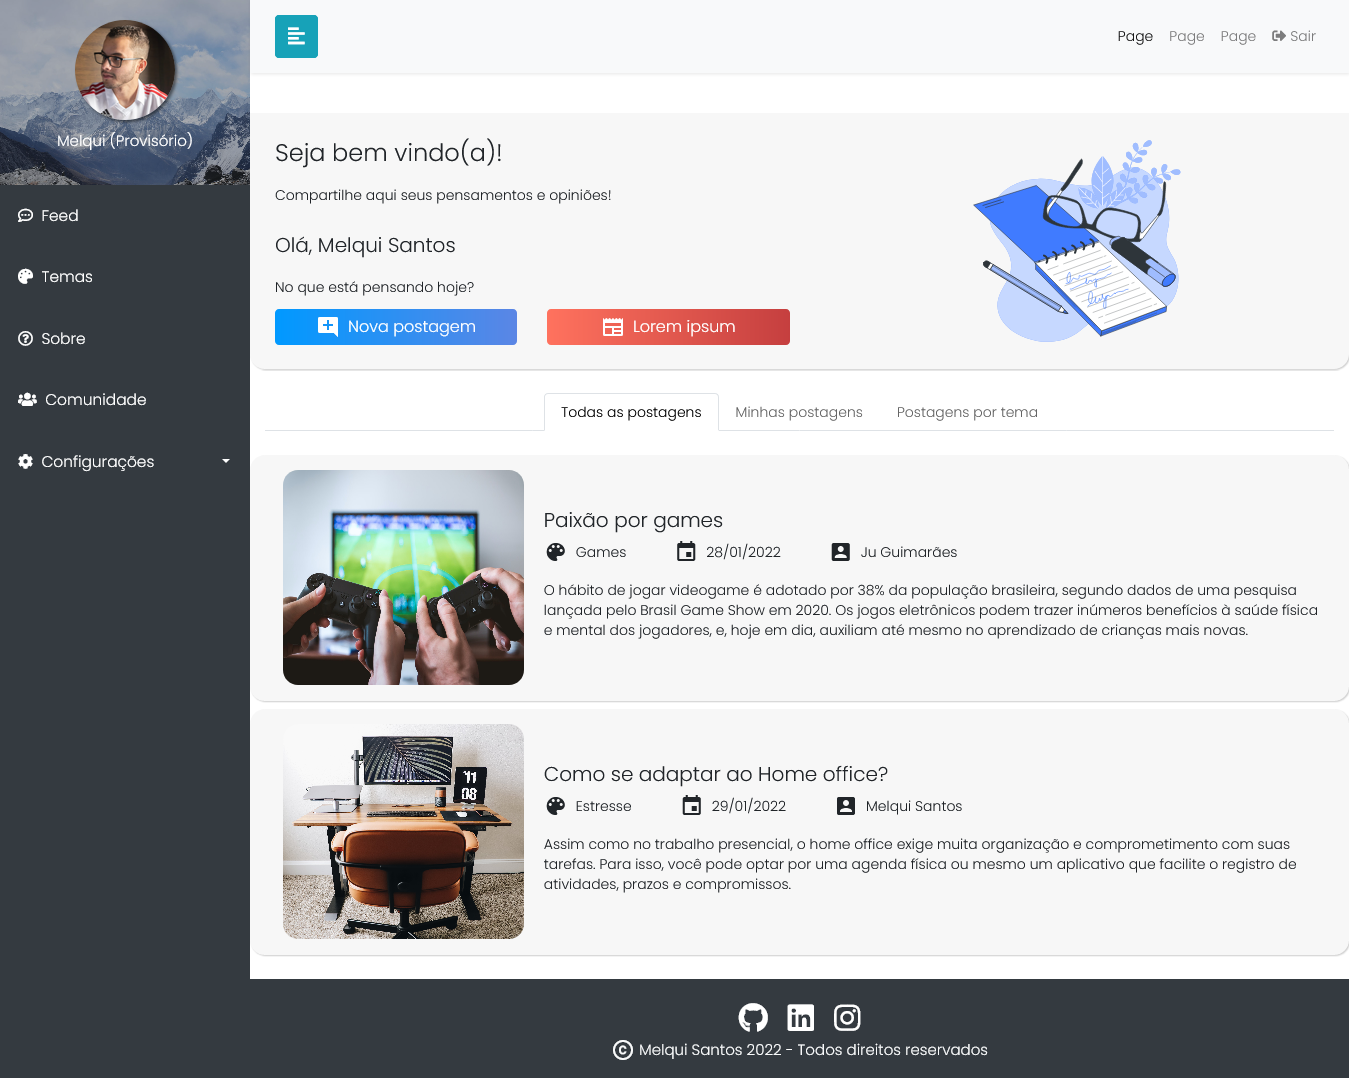 Melqui (Provisório)
Feed
Temas
Sobre
Comunidade
Configurações
Page Page Page Sair
Seja bem vindo(a)!
Compartilhe aqui seus pensamentos e opiniões!
Olá, Melqui Santos
No que está pensando hoje?
Nova postagem Lorem ipsum
Todas as postagens Minhas postagens Postagens por tema
Paixão por games
Games 28/01/2022 Ju Guimarães
O hábito de jogar videogame é adotado por 38% da população brasileira, segundo dados de uma pesquisa
lançada pelo Brasil Game Show em 2020. Os jogos eletrônicos podem trazer inúmeros benefícios à saúde física
e mental dos jogadores, e, hoje em dia, auxiliam até mesmo no aprendizado de crianças mais novas.
11
08
Como se adaptar ao Home office?
Estresse 29/01/2022 Melqui Santos
Assim como no trabalho presencial, o home office exige muita organização e comprometimento com suas
tarefas. Para isso, você pode optar por uma agenda física ou mesmo um aplicativo que facilite o registro de
atividades, prazos e compromissos.
Melqui Santos 2022 - Todos direitos reservados